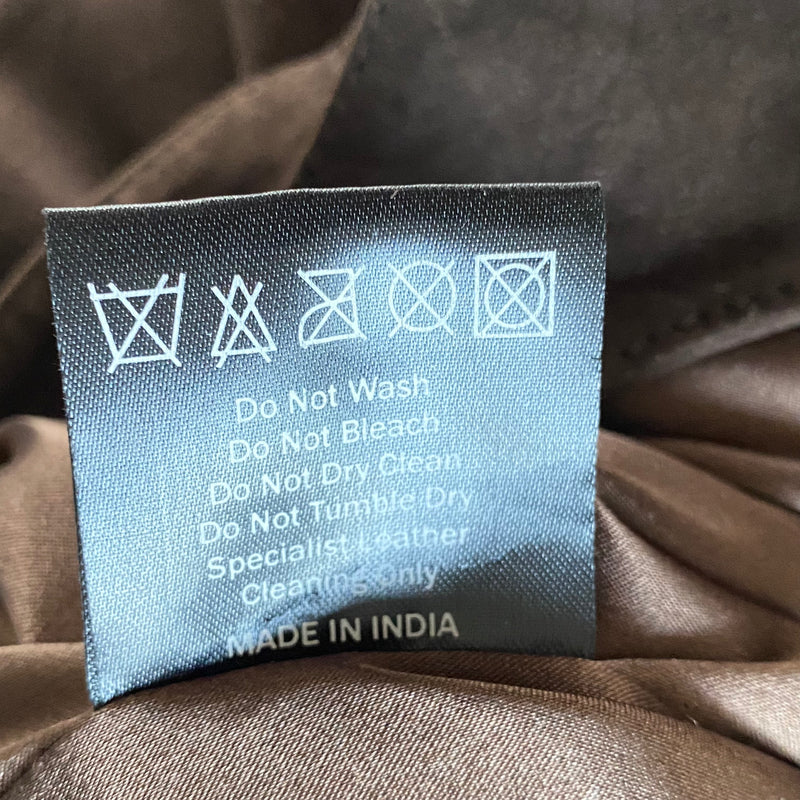 Do Not Wash
Do Not Bleach
Do Not Dry Clean
Do Not Tumble Dry
Specialist Leather
Cleaning Only
MADE IN INDIA